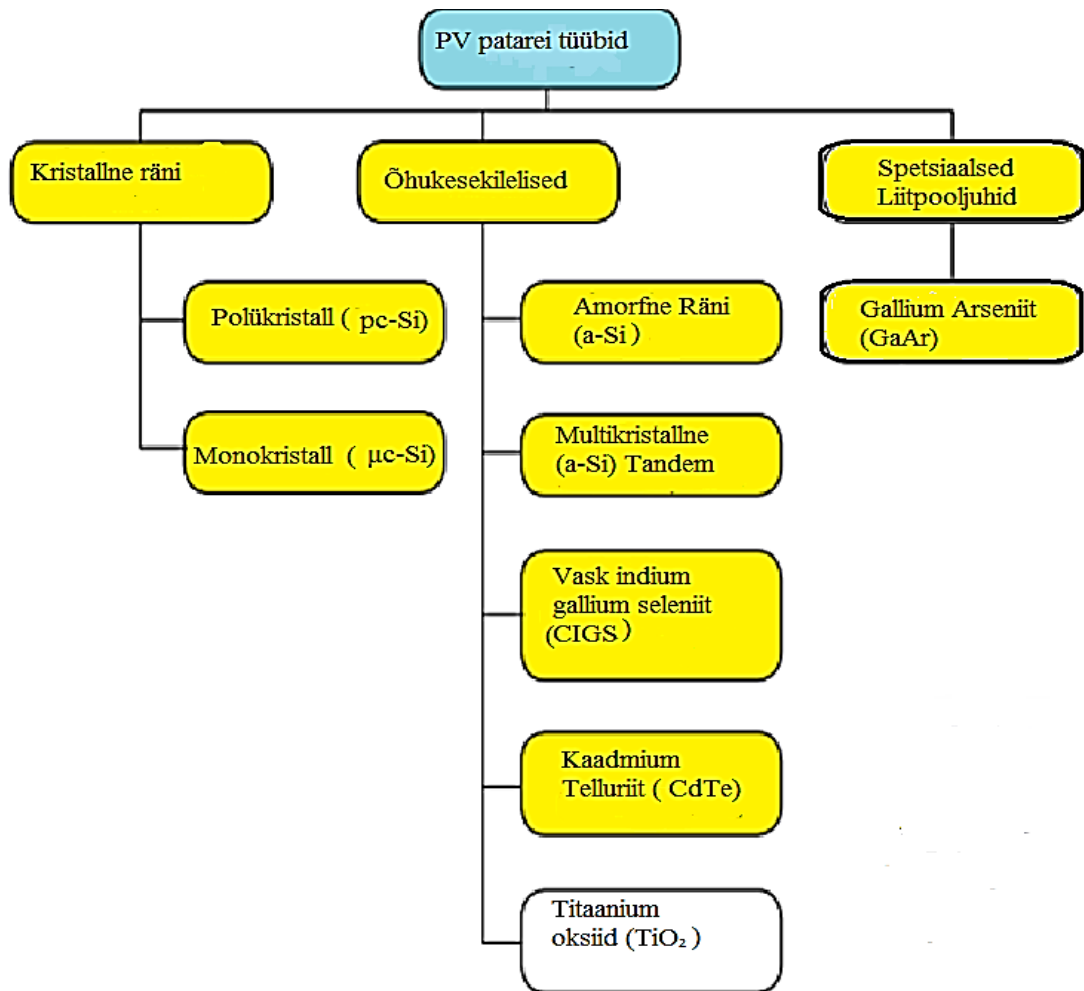 PV patarei tüübid
Kristallne räni
Polükristall ( pc-Si)
Monokristall ( µc-Si)
Õhukesekilelised
Amorfne Räni
(a-Si )
Multikristallne
(a-Si) Tandem
Vask indium
gallium seleniit
(CIGS )
Kaadmium
Telluriit ( CdTe)
Titaanium
oksiid (TiO₂ )
Spetsiaalsed
Liitpooljuhid
Gallium Arseniit
(GaAr)